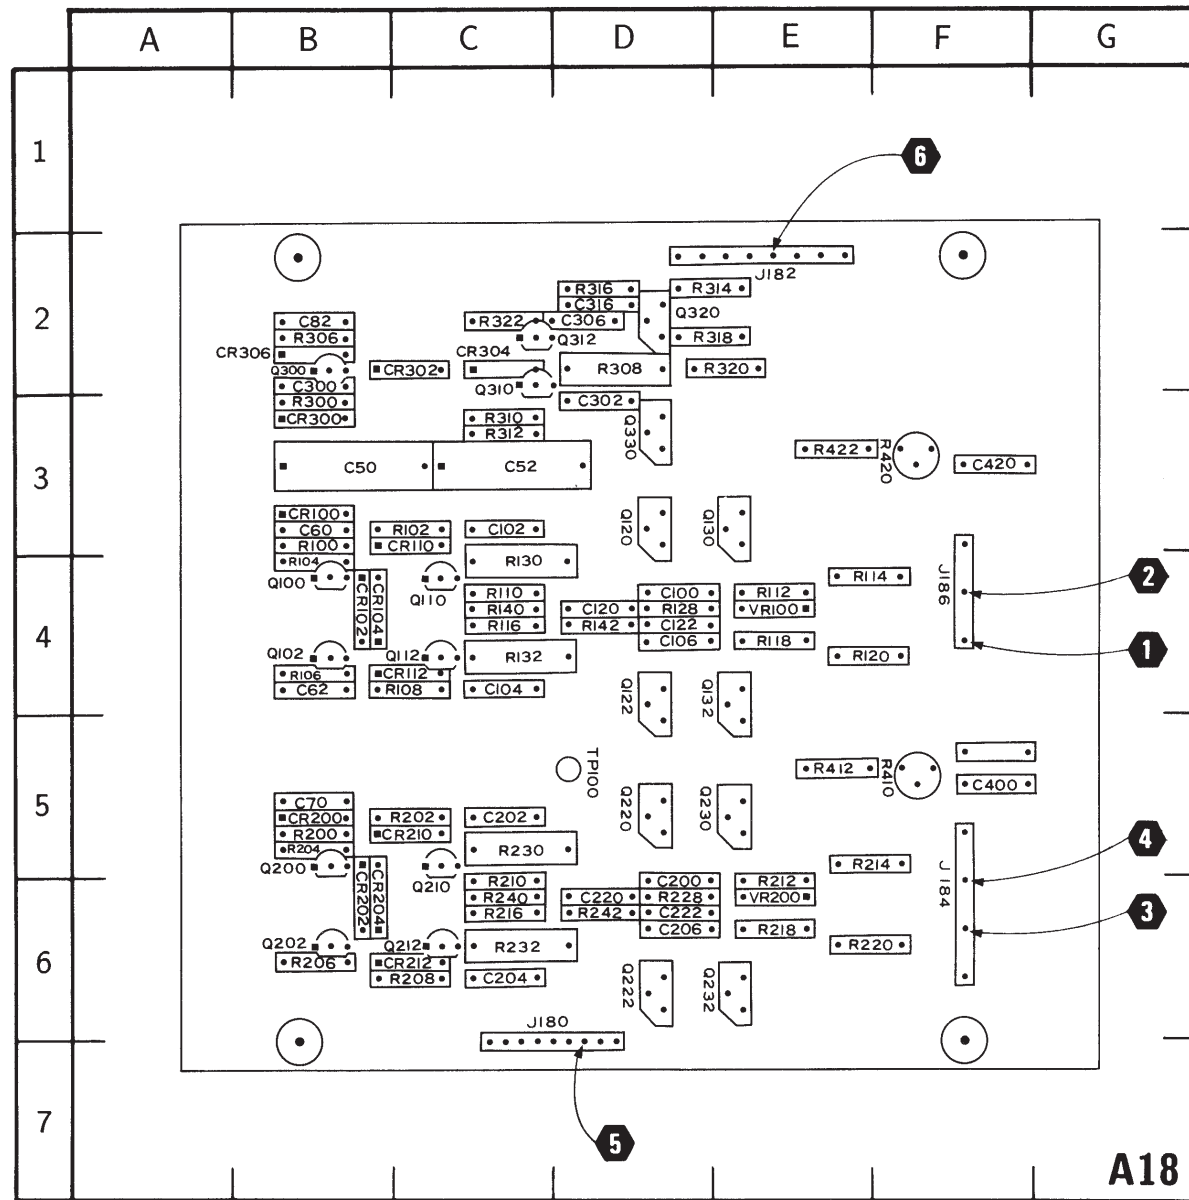 A B C D E F G
1
6
J182
R316 R314
C316
Q320
2
C82 R322 C306
R306 Q312 R318
CR306 CR304
Q300 CR302 R308 R320
C300 Q310
R300 C302
CR300 R310
R312 Q330
R422 R420
3
C50 C52 C420
CR100 Q120 Q130
C60 R102 C102
R100 CR110
R104 R130
J186
2
Q100 Q110 R114
CR102 CR104
R110 C100 R112
R140 C120 R128 VR100
4
R116 R142 C122
C106 R118
1
Q102 Q112 R132 R120
R106 CR112
C62 R108 C104
Q122 Q132
TP100
R412 R410
C400
5
C70 Q220 Q230
CR200 R202 C202
R200 CR210
R204 R230
4
Q200 Q210 R214
J184
CR202 CR204
R210 C200 R212
R240 C220 R228 VR200
R216 R242 C222
3
C206 R218
Q202 Q212 R232 R220
6
R206 CR212
R208 C204
Q222 Q232
J180
7
5
A18